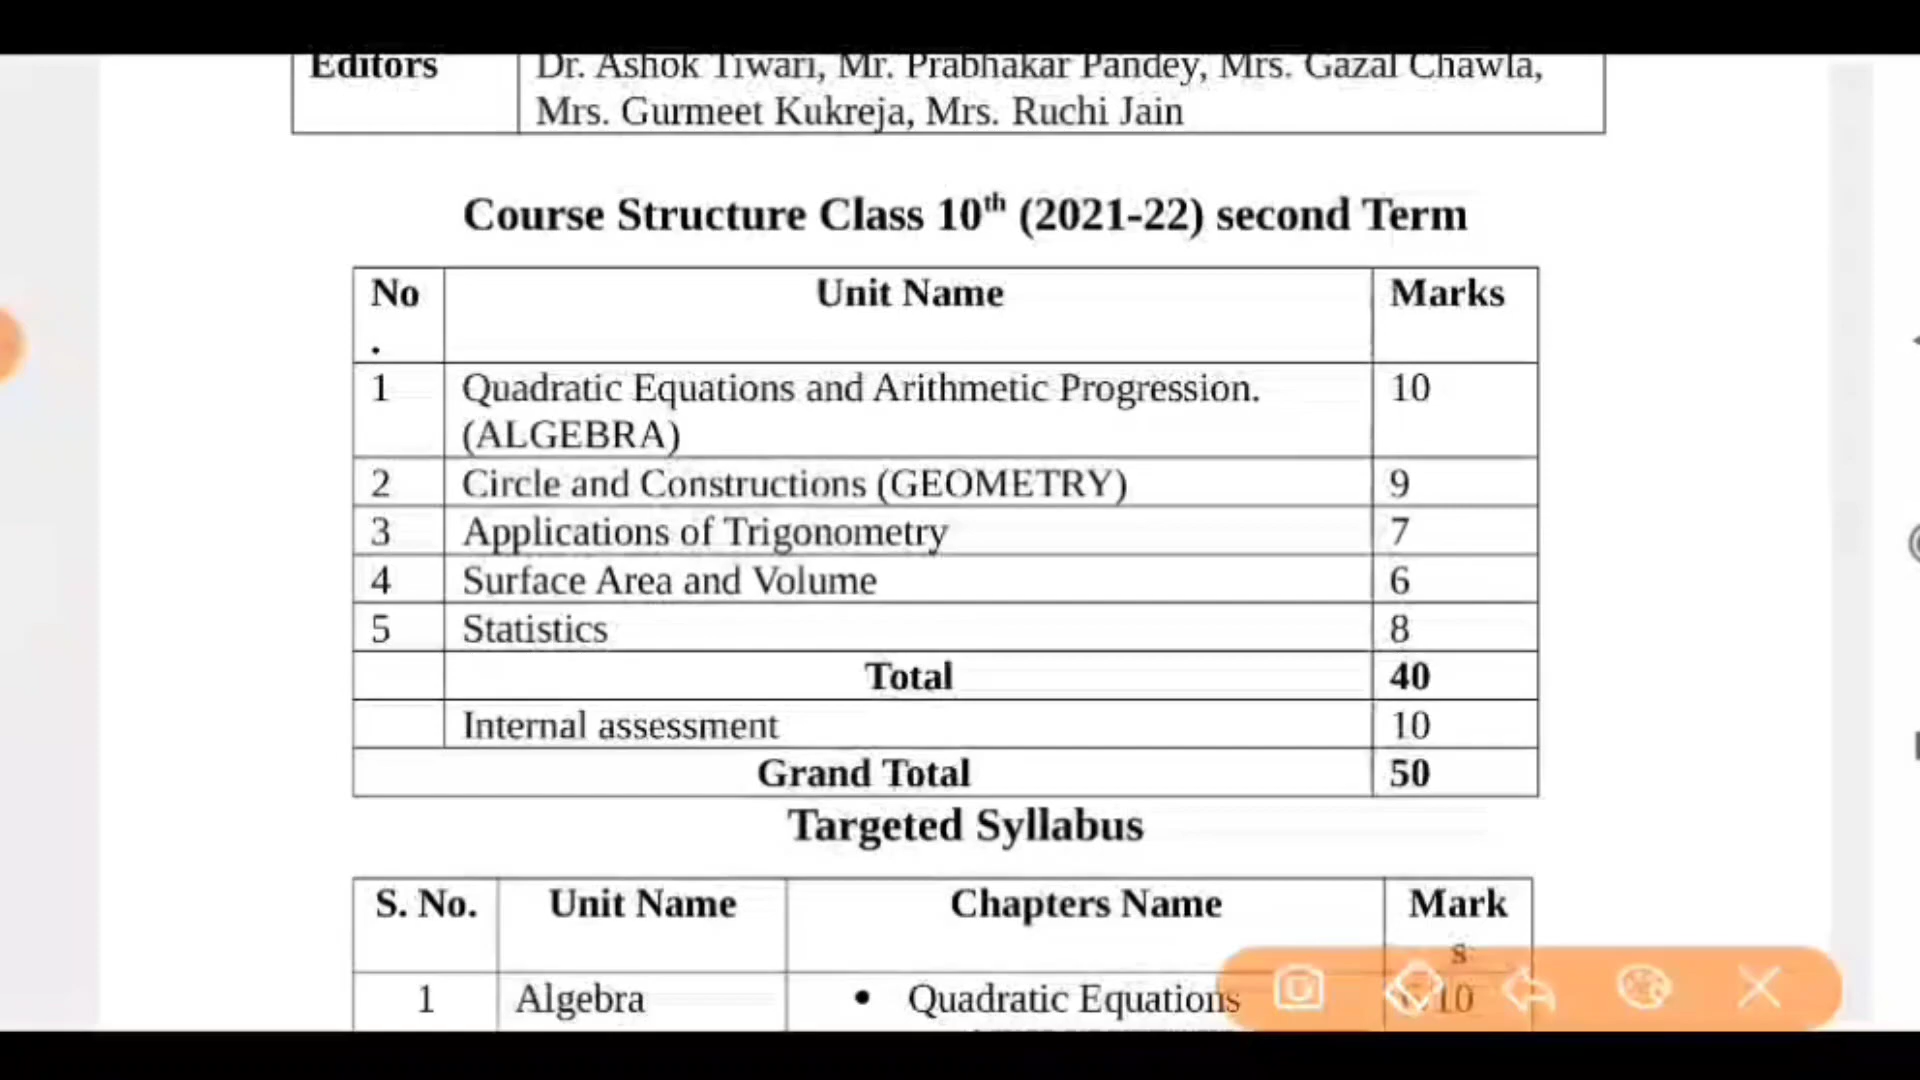 Editors
Dr. Ashok Tiwari, Mr. Prabhakar Pandey, Mrs. Gazal Chawla,
Mrs. Gurmeet Kukreja, Mrs. Ruchi Jain
Course Structure Class 10th (2021-22) second Term
No Unit Name Marks
.
1 Quadratic Equations and Arithmetic Progression. 10
(ALGEBRA)
2 Circle and Constructions (GEOMETRY) 9
3 Applications of Trigonometry 7
4 Surface Area and Volume 6
5 Statistics 8
Total 40
Internal assessment 10
Grand Total 50
Targeted Syllabus
S. No. Unit Name Chapters Name Mark
s
1 Algebra • Quadratic Equations 10